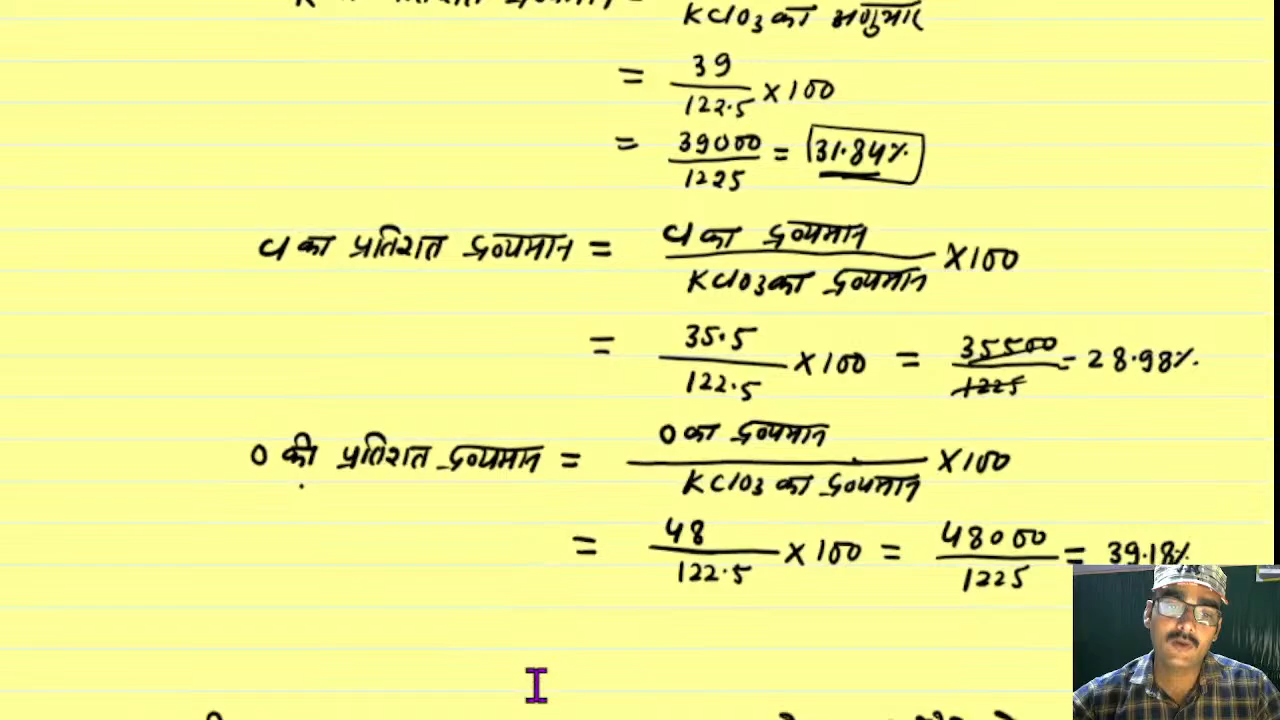 KClO3 का अणुभार
= 39/122.5 × 100
= 39000/1225 = 31.84%
Cl का प्रतिशत द्रव्यमान = Cl का द्रव्यमान/KClO3 का द्रव्यमान × 100
= 35.5/122.5 × 100 = 35500/1225 = 28.98%
O की प्रतिशत द्रव्यमान = O का द्रव्यमान/KClO3 का द्रव्यमान × 100
= 48/122.5 × 100 = 48000/1225 = 39.18%